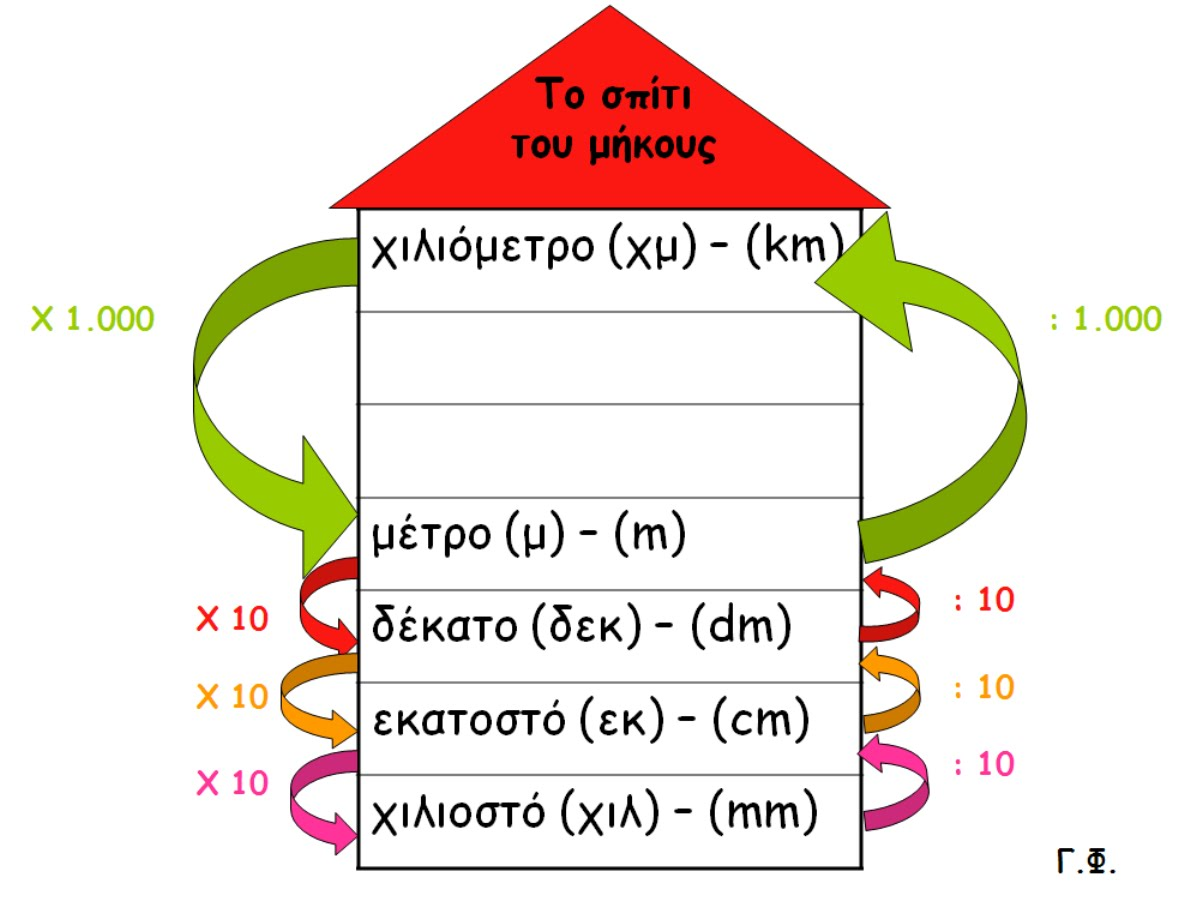 Το σπίτι
του μήκους
χιλιόμετρο (χμ) – (km)
Χ 1.000
: 1.000
μέτρο (μ) – (m)
Χ 10
: 10
δέκατο (δεκ) – (dm)
Χ 10
: 10
εκατοστό (εκ) – (cm)
Χ 10
: 10
χιλιοστό (χιλ) – (mm)
Γ.Φ.